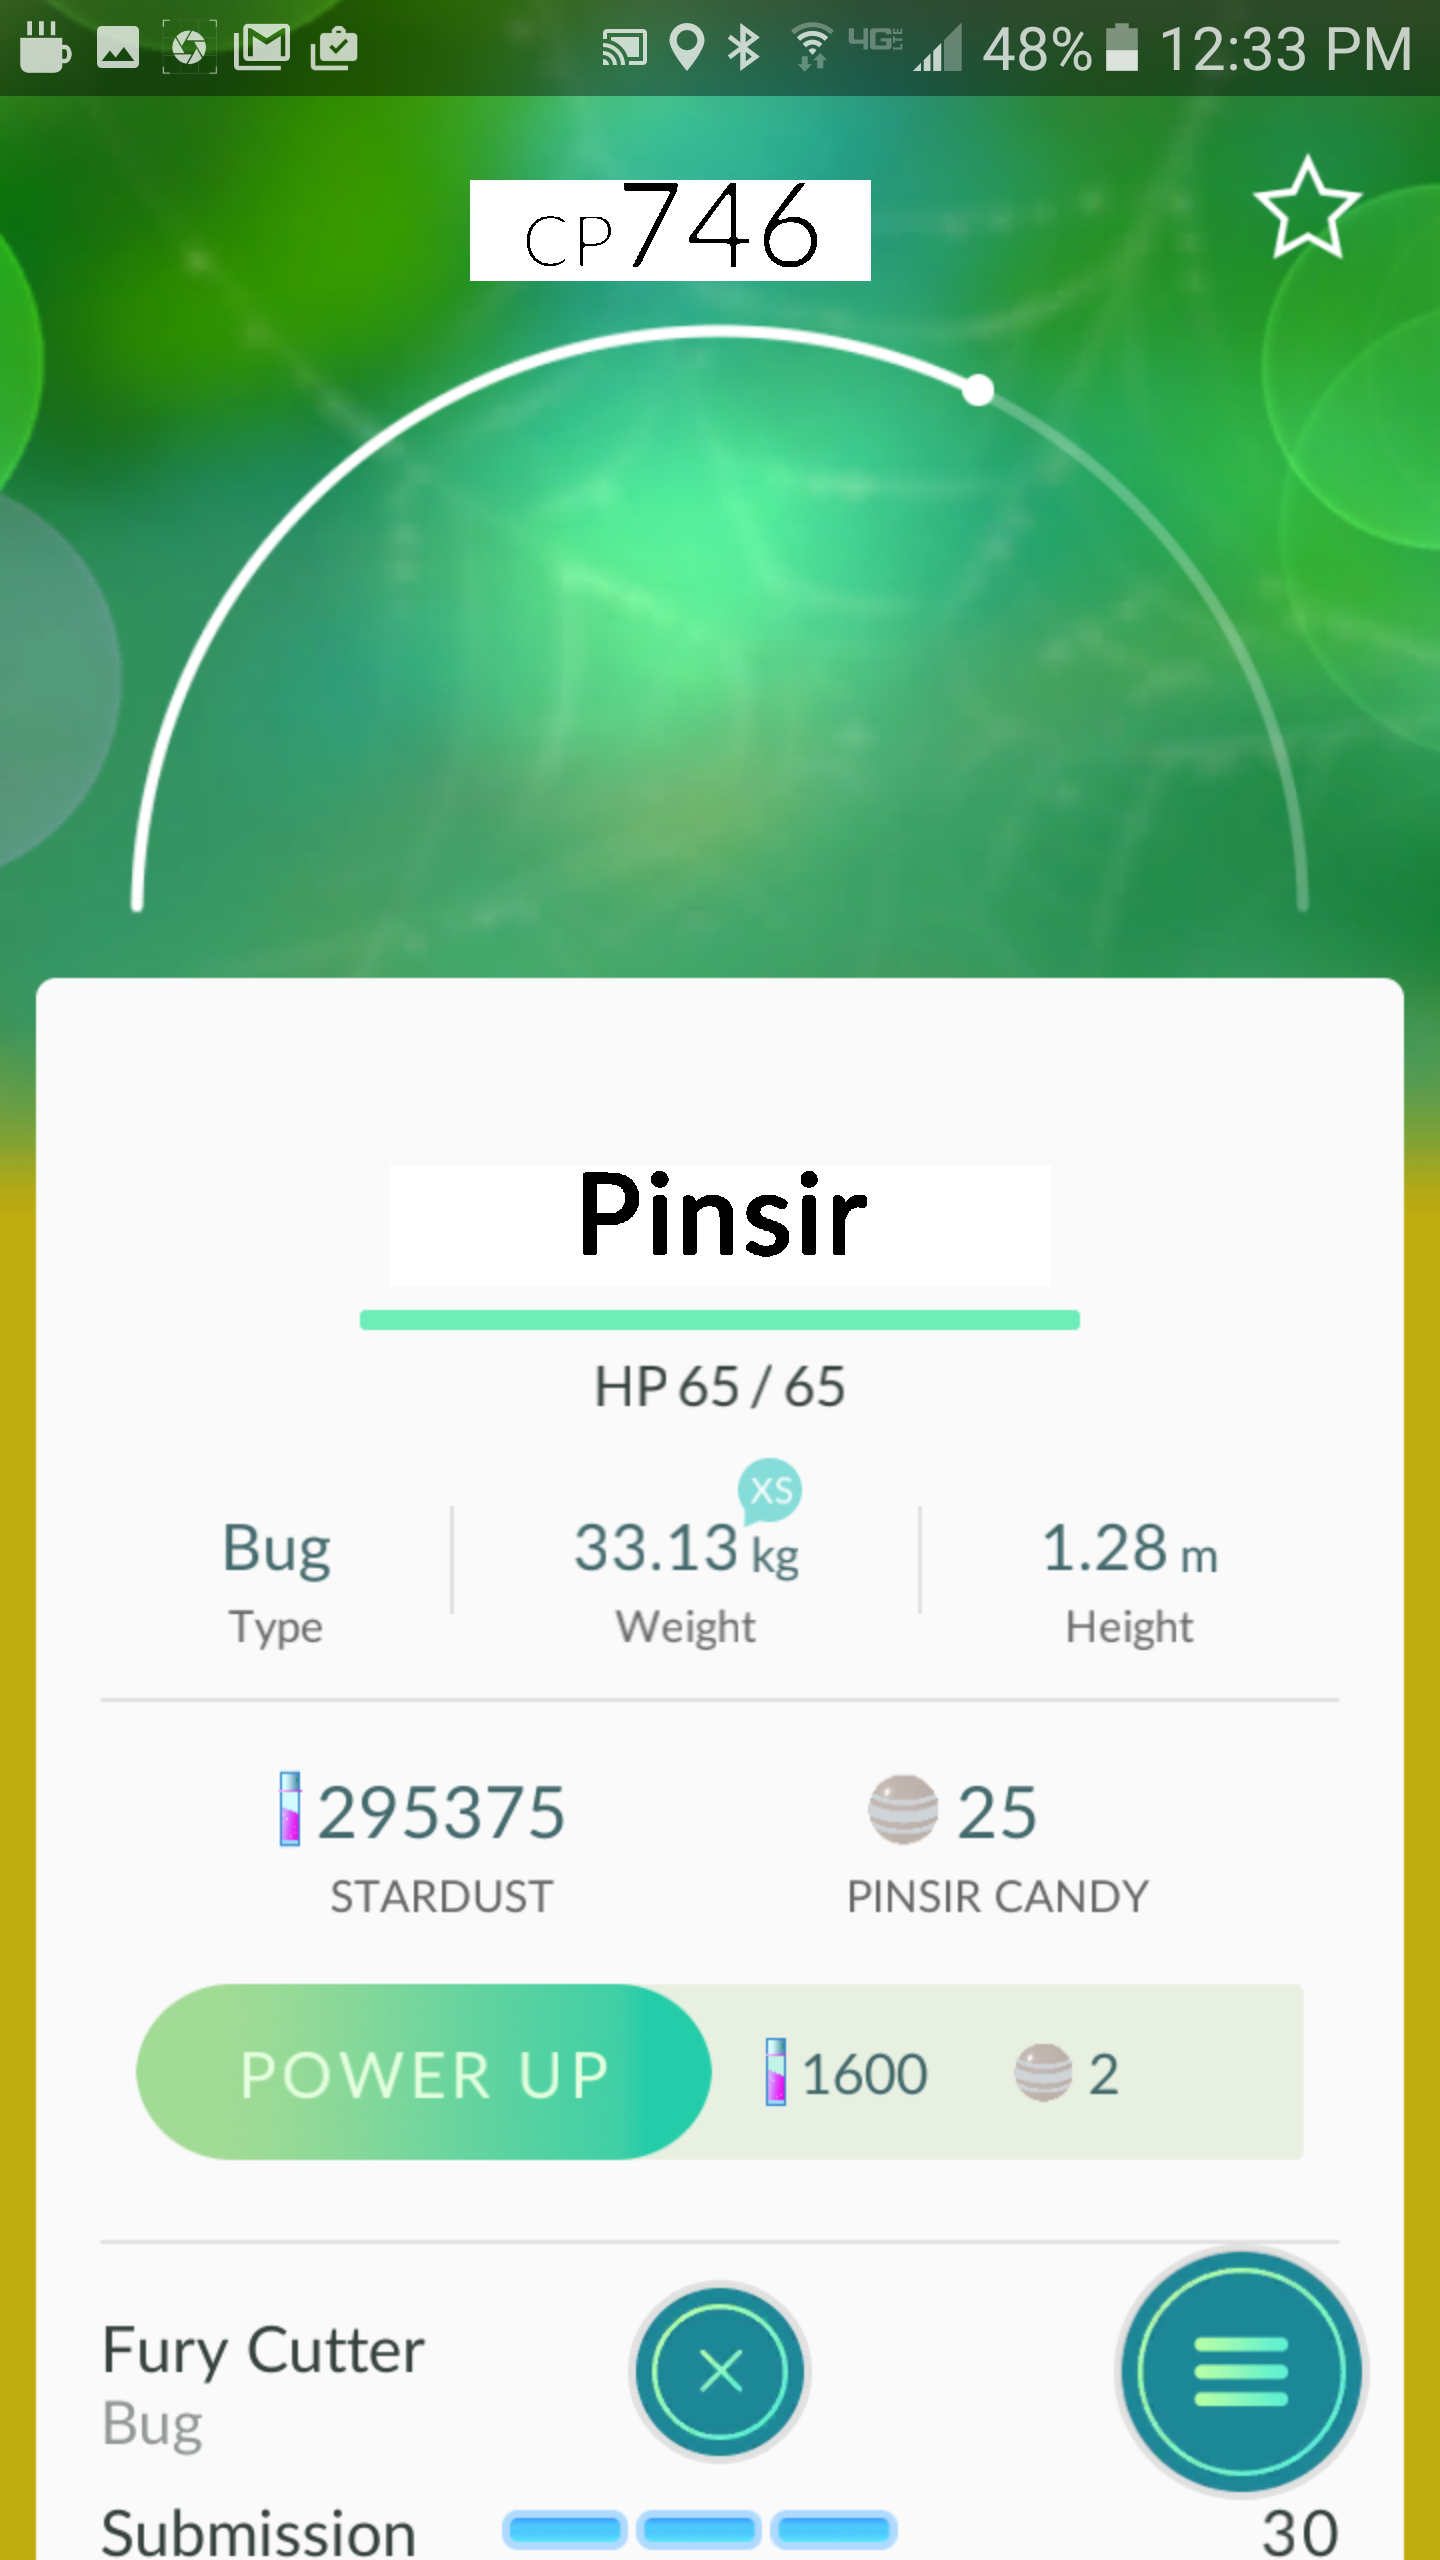 4G LTE 48% 12:33 PM
CP746
Pinsir
HP 65 / 65
XS
Bug 33.13 kg 1.28 m
Type Weight Height
295375 25
STARDUST PINSIR CANDY
POWER UP 1600 2
Fury Cutter
Bug
Submission 30